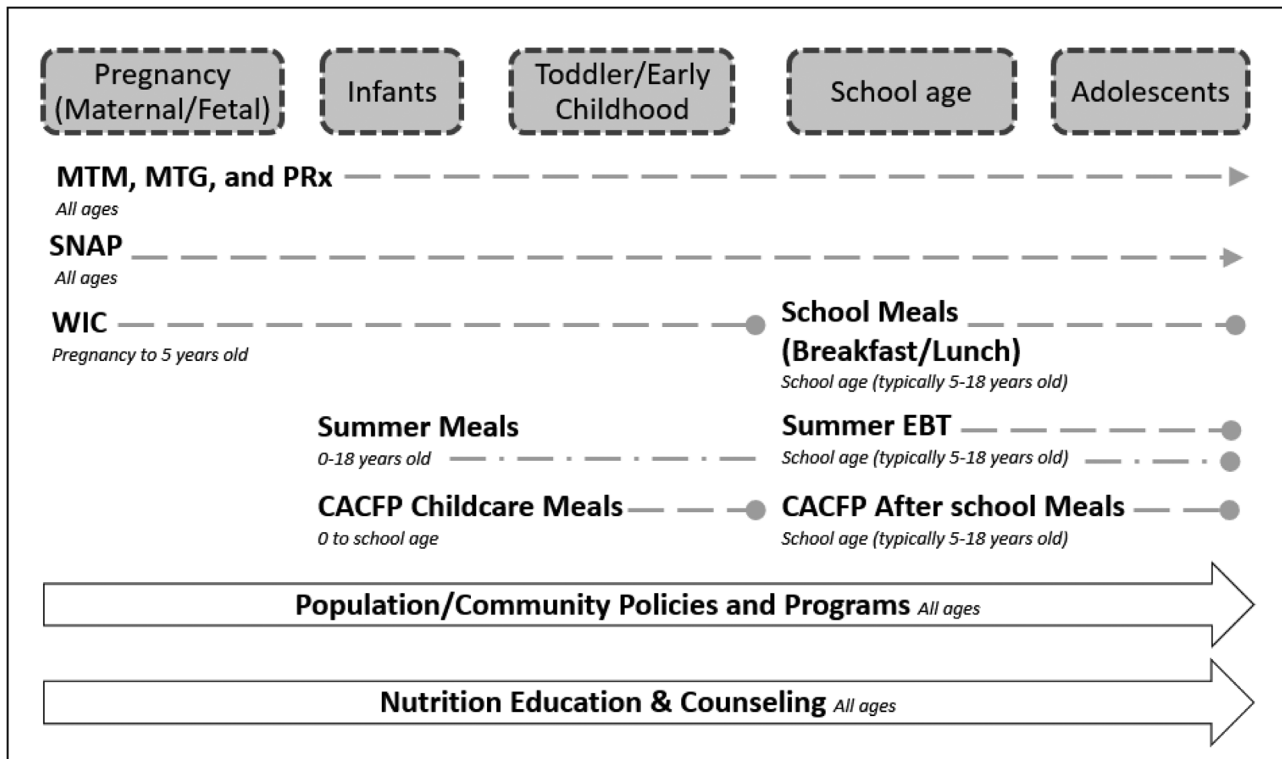 Pregnancy
(Maternal/Fetal)
Infants
Toddler/Early
Childhood
School age
Adolescents
MTM, MTG, and PRx
All ages
SNAP
All ages
WIC
Pregnancy to 5 years old
School Meals
(Breakfast/Lunch)
School age (typically 5-18 years old)
Summer Meals
0-18 years old
Summer EBT
School age (typically 5-18 years old)
CACFP Childcare Meals
0 to school age
CACFP After school Meals
School age (typically 5-18 years old)
Population/Community Policies and Programs All ages
Nutrition Education & Counseling All ages